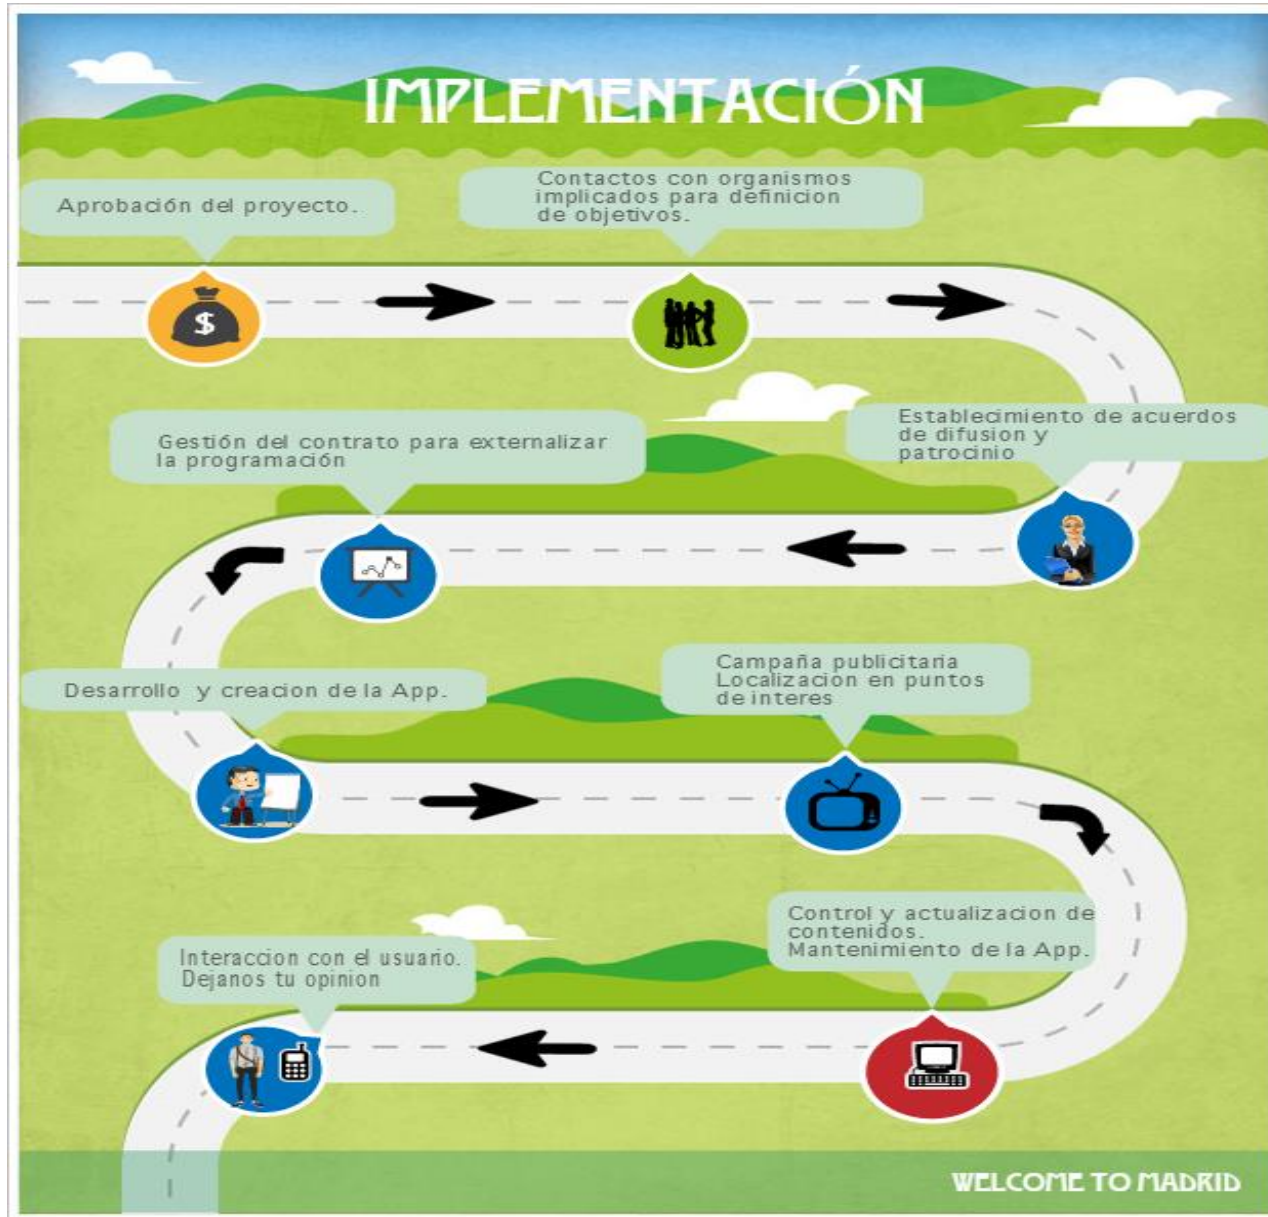 IMPLEMENTACIÓN
Aprobación del proyecto.
Contactos con organismos
implicados para definicion
de objetivos.
$
Establecimiento de acuerdos
de difusion y
patrocinio
Gestión del contrato para externalizar
la programación
Desarrollo y creacion de la App.
Campaña publicitaria
Localizacion en puntos
de interes
Control y actualizacion de
contenidos.
Mantenimiento de la App.
Interaccion con el usuario.
Dejanos tu opinion
WELCOME TO MADRID